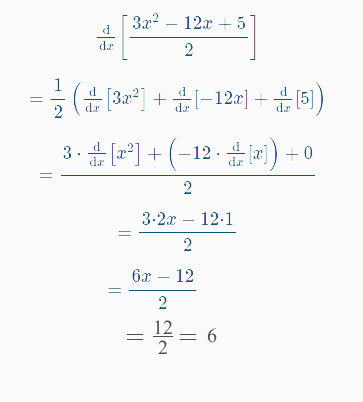 d/dx [ (3x² − 12x + 5)/2 ]
= 1/2 ( d/dx [3x²] + d/dx [−12x] + d/dx [5] )
= (3 · d/dx [x²] + (−12 · d/dx [x]) + 0)/2
= (3·2x − 12·1)/2
= (6x − 12)/2
= 12/2 = 6